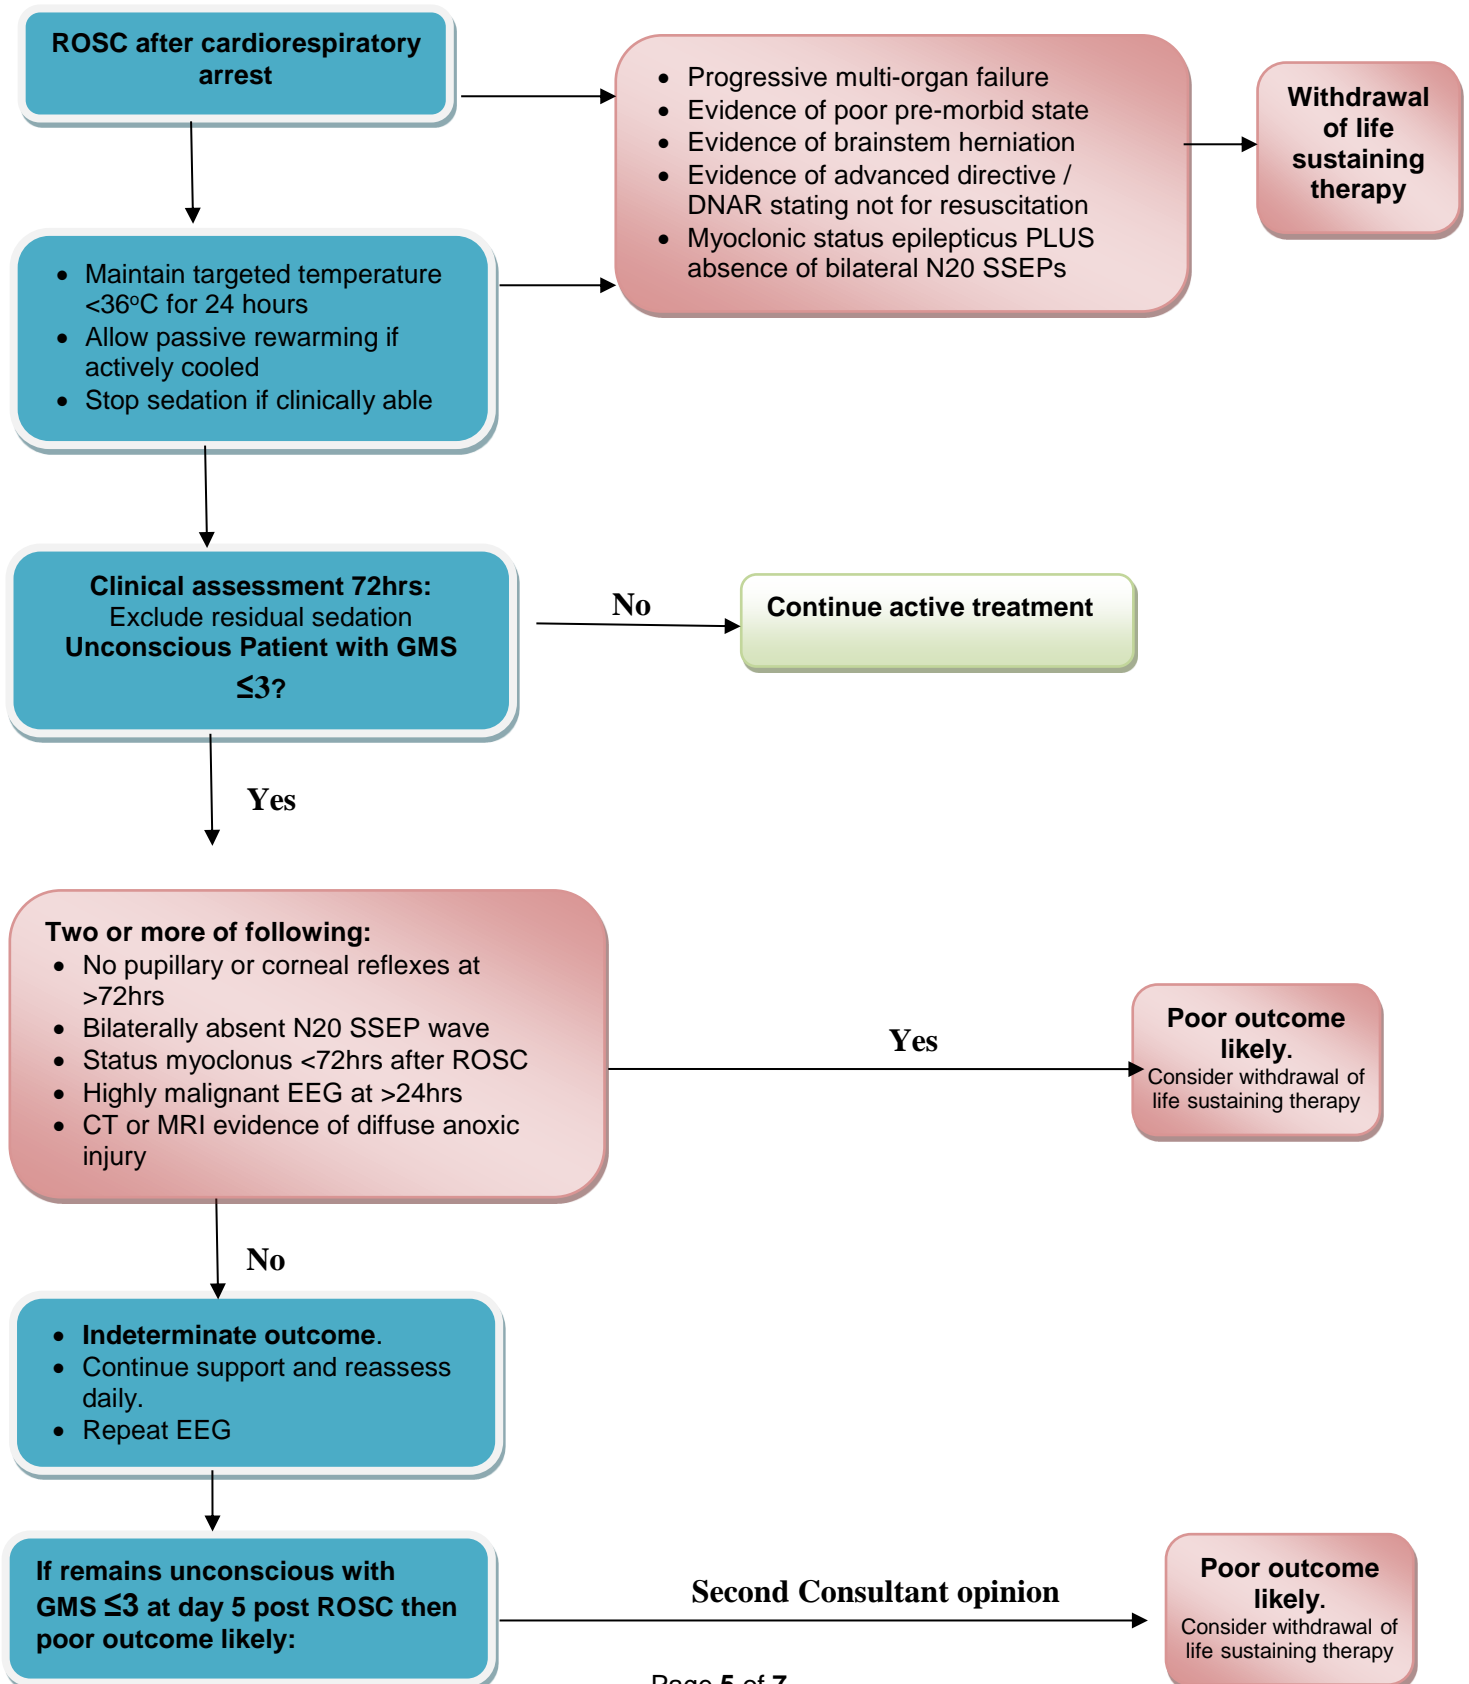 ROSC after cardiorespiratory
arrest
• Progressive multi-organ failure
• Evidence of poor pre-morbid state
• Evidence of brainstem herniation
• Evidence of advanced directive /
DNAR stating not for resuscitation
• Myoclonic status epilepticus PLUS
absence of bilateral N20 SSEPs
Withdrawal
of life
sustaining
therapy
• Maintain targeted temperature
<36°C for 24 hours
• Allow passive rewarming if
actively cooled
• Stop sedation if clinically able
Clinical assessment 72hrs:
Exclude residual sedation
Unconscious Patient with GMS
≤3?
No
Continue active treatment
Yes
Two or more of following:
• No pupillary or corneal reflexes at
>72hrs
• Bilaterally absent N20 SSEP wave
• Status myoclonus <72hrs after ROSC
• Highly malignant EEG at >24hrs
• CT or MRI evidence of diffuse anoxic
injury
Yes
Poor outcome
likely.
Consider withdrawal of
life sustaining therapy
No
• Indeterminate outcome.
• Continue support and reassess
daily.
• Repeat EEG
If remains unconscious with
GMS ≤3 at day 5 post ROSC then
poor outcome likely:
Second Consultant opinion
Poor outcome
likely.
Consider withdrawal of
life sustaining therapy
Page 5 of 7